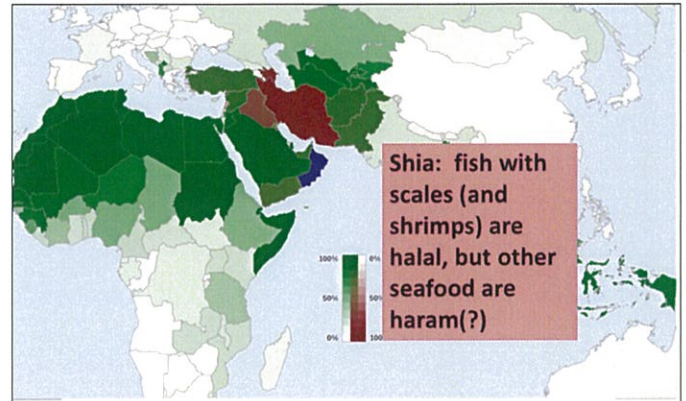 Shia: fish with
scales (and
shrimps) are
halal, but other
seafood are
haram(?)
100% 0%
50% 50%
0% 100